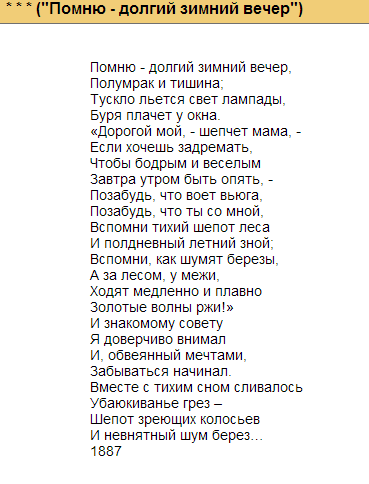 * * * ("Помню - долгий зимний вечер")
Помню - долгий зимний вечер,
Полумрак и тишина;
Тускло льется свет лампады,
Буря плачет у окна.
«Дорогой мой, - шепчет мама, -
Если хочешь задремать,
Чтобы бодрым и веселым
Завтра утром быть опять, -
Позабудь, что воет вьюга,
Позабудь, что ты со мной,
Вспомни тихий шепот леса
И полдневный летний зной;
Вспомни, как шумят березы,
А за лесом, у межи,
Ходят медленно и плавно
Золотые волны ржи!»
И знакомому совету
Я доверчиво внимал
И, обвеянный мечтами,
Забываться начинал.
Вместе с тихим сном сливалось
Убаюкиванье грез –
Шепот зреющих колосьев
И невнятный шум берез…
1887